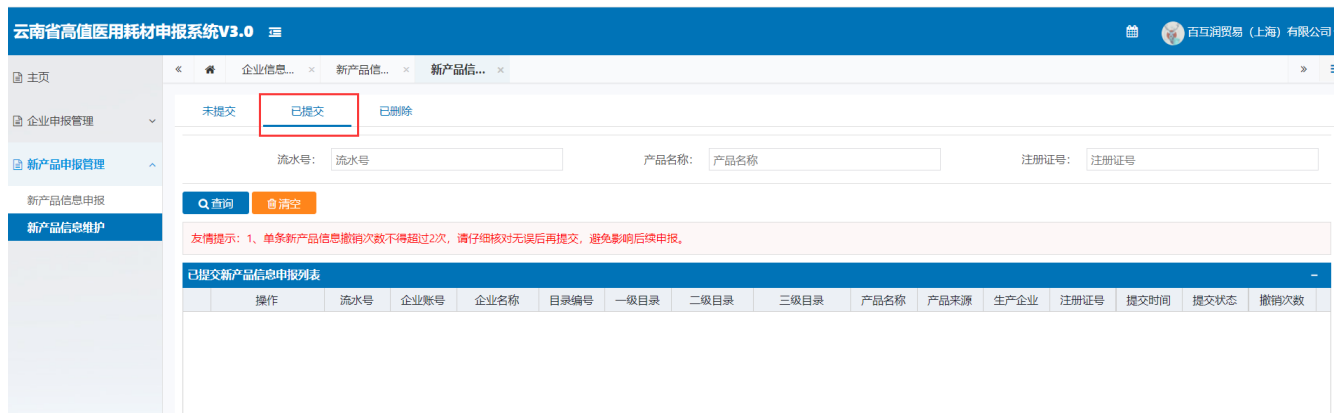 云南省高值医用耗材申报系统V3.0
百互润贸易（上海）有限公司
主页
企业信息... × 新产品信... × 新产品信... ×
企业申报管理
新产品申报管理
新产品信息申报
新产品信息维护
未提交 已提交 已删除
流水号： 流水号 产品名称： 产品名称 注册证号： 注册证号
查询 清空
友情提示：1、单条新产品信息撤销次数不得超过2次，请仔细核对无误后再提交，避免影响后续申报。
已提交新产品信息申报列表
操作 流水号 企业账号 企业名称 目录编号 一级目录 二级目录 三级目录 产品名称 产品来源 生产企业 注册证号 提交时间 提交状态 撤销次数